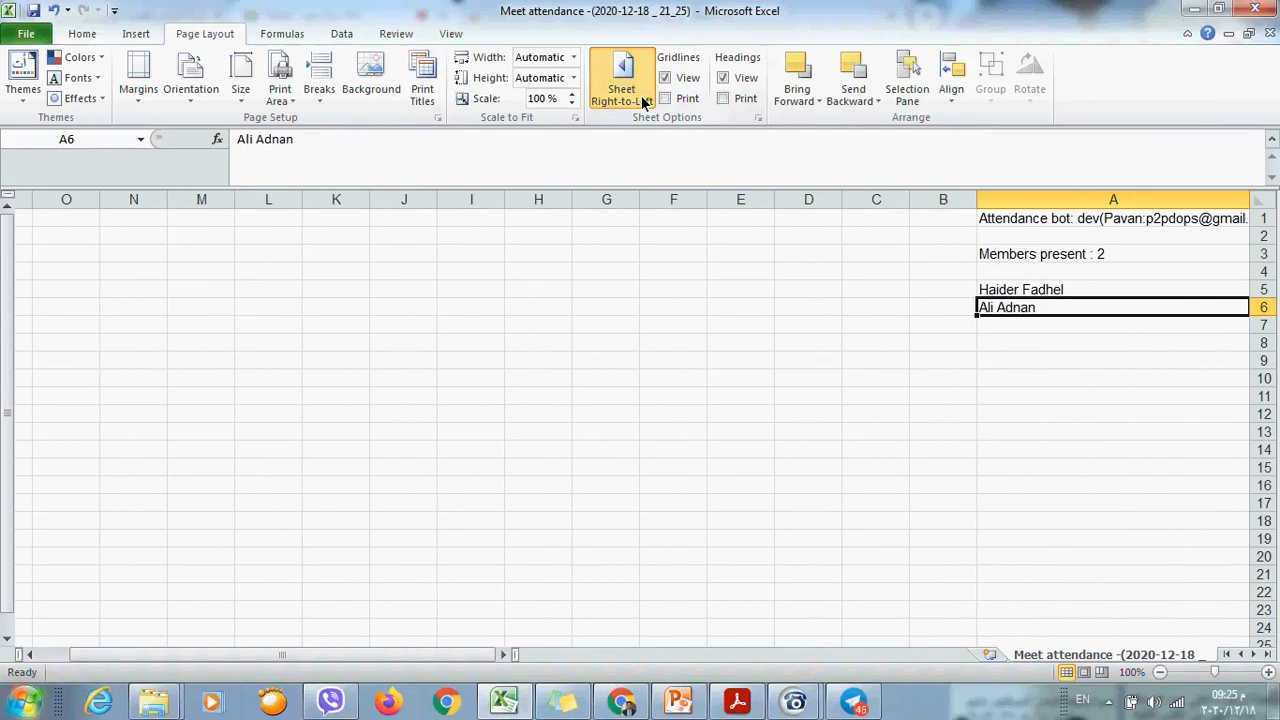 Meet attendance -(2020-12-18 _21_25) - Microsoft Excel
File Home Insert Page Layout Formulas Data Review View
Themes Colors Fonts Effects
Themes
Margins Orientation Size Print Area Breaks Background Print Titles
Page Setup
Width: Automatic
Height: Automatic
Scale: 100 %
Scale to Fit
Sheet Right-to-Left
Gridlines Headings
View View
Print Print
Sheet Options
Bring Forward Send Backward Selection Pane Align Group Rotate
Arrange
A6 fx Ali Adnan
O N M L K J I H G F E D C B A
Attendance bot: dev(Pavan:p2pdops@gmail. 1
2
Members present : 2 3
4
Haider Fadhel 5
Ali Adnan 6
7
8
9
10
11
12
13
14
15
16
17
18
19
20
21
22
23
24
25
Meet attendance -(2020-12-18 _
Ready 100%
46 EN م 09:25
٢٠٢٠/١٢/١٨